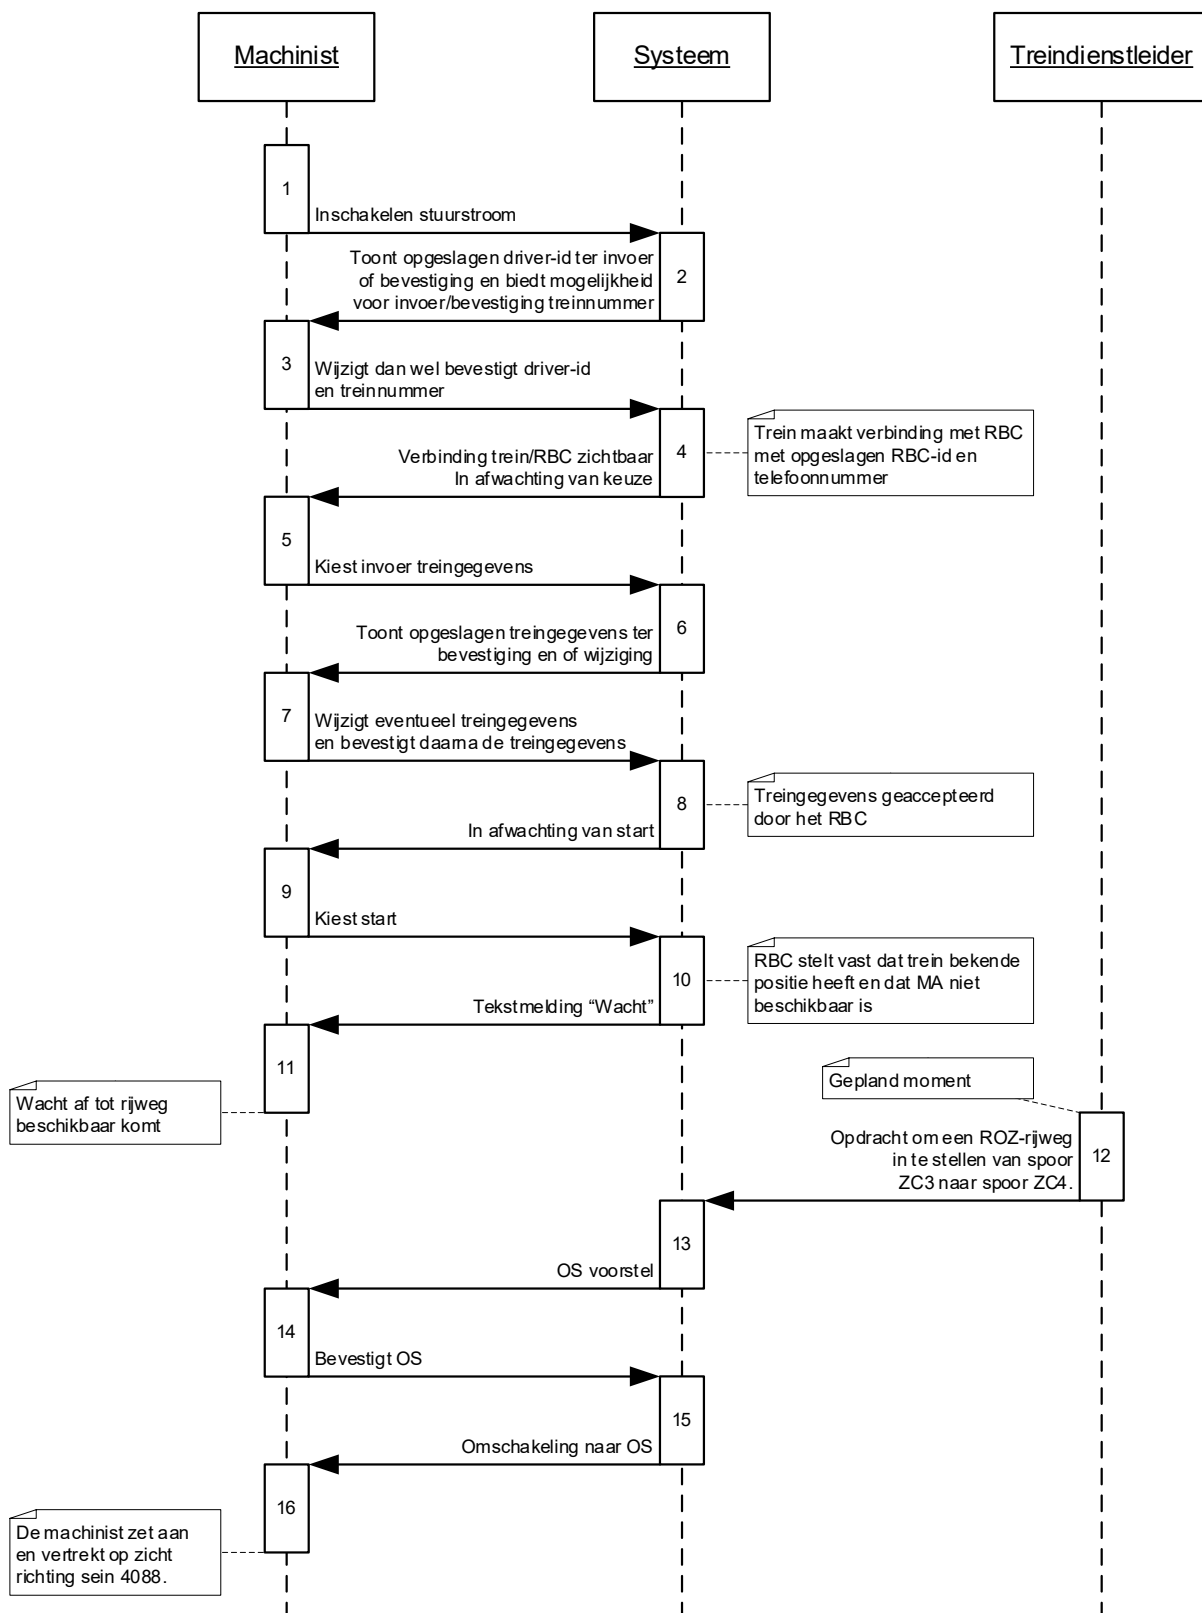 Machinist
Systeem
Treindienstleider
1
Inschakelen stuurstroom
Toont opgeslagen driver-id ter invoer
of bevestiging en biedt mogelijkheid
voor invoer/bevestiging treinnummer
2
3
Wijzigt dan wel bevestigt driver-id
en treinnummer
Verbinding trein/RBC zichtbaar
In afwachting van keuze
4
Trein maakt verbinding met RBC
met opgeslagen RBC-id en
telefoonnummer
5
Kiest invoer treingegevens
Toont opgeslagen treingegevens ter
bevestiging en of wijziging
6
7
Wijzigt eventueel treingegevens
en bevestigt daarna de treingegevens
8
Treingegevens geaccepteerd
door het RBC
In afwachting van start
9
Kiest start
10
RBC stelt vast dat trein bekende
positie heeft en dat MA niet
beschikbaar is
Tekstmelding “Wacht”
11
Wacht af tot rijweg
beschikbaar komt
Gepland moment
Opdracht om een ROZ-rijweg
in te stellen van spoor
ZC3 naar spoor ZC4.
12
13
OS voorstel
14
Bevestigt OS
15
Omschakeling naar OS
16
De machinist zet aan
en vertrekt op zicht
richting sein 4088.